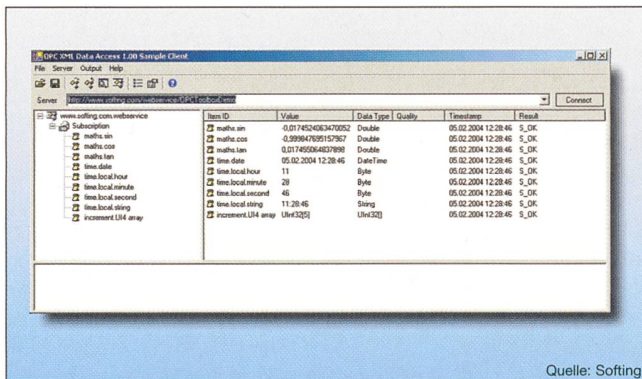 OPC XML Data Access 1.00 Sample Client
File Server Output Help
Server http://www.softing.com/webservice/OPCToolbox Connect
www.softing.com.webservice
Subscription
maths.sin
maths.cos
maths.tan
time.date
time.local.hour
time.local.minute
time.local.second
time.local.string
increment.UI4 array
Item ID Value Data Type Quality Timestamp Result
maths.sin -0,0174524063470052 Double 05.02.2004 12:28:46 S_OK
maths.cos -0,999847695157967 Double 05.02.2004 12:28:46 S_OK
maths.tan 0,0174550648378 Double 05.02.2004 12:28:46 S_OK
time.date 05.02.2004 12:28:46 DateTime 05.02.2004 12:28:46 S_OK
time.local.hour 11 Byte 05.02.2004 12:28:46 S_OK
time.local.minute 28 Byte 05.02.2004 12:28:46 S_OK
time.local.second 46 Byte 05.02.2004 12:28:46 S_OK
time.local.string 11:28:46 String 05.02.2004 12:28:46 S_OK
increment.UI4 array UInt32[5] UInt32[] 05.02.2004 12:28:46 S_OK
Quelle: Softing